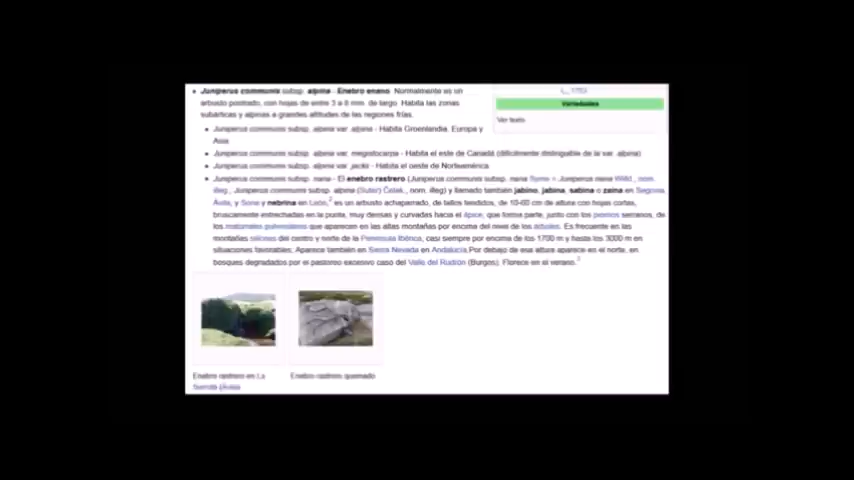 Juniperus communis subsp. alpina - Enebro enano. Normalmente es un
arbusto postrado, con hojas de entre 3 a 8 mm. de largo. Habita las zonas
subárticas y alpinas a grandes altitudes de las regiones frías.
Juniperus communis subsp. alpina var. alpina - Habita Groenlandia, Europa y
Asia
Juniperus communis subsp. alpina var. megistocarpa - Habita el este de Canadá (difícilmente distinguible de la var. alpina)
Juniperus communis subsp. alpina var. jackii - Habita el oeste de Norteamérica
Juniperus communis subsp. nana - El enebro rastrero (Juniperus communis subsp. nana Syme = Juniperus nana Willd., nom.
illeg., Juniperus communis subsp. alpina (Suter) Čelak., nom. illeg) y llamado también jabino, jabina, sabina o zaina en Segovia,
Ávila, y Soria y nebrina en León,2 es un arbusto achaparrado, de tallos tendidos, de 10-60 cm de altura con hojas cortas,
bruscamente entrechadas en la punta, muy densas y curvadas hacia el ápice, que forma parte, junto con los piornos serranos, de
los matorrales pulvinulares que aparecen en las altas montañas por encima del nivel de los árboles. Es frecuente en las
montañas silíceas del centro y norte de la Península Ibérica, casi siempre por encima de los 1700 m y hasta los 3000 m en
situaciones favorables; Aparece también en Sierra Nevada en Andalucía.Por debajo de esa altura aparece en el norte, en
bosques degradados por el pastoreo excesivo caso del Valle del Rudrón (Burgos). Florece en el verano.2
L., 1753
Variedades
Ver texto
Enebro rastrero en La
Serrota (Ávila)
Enebro rastrero quemado